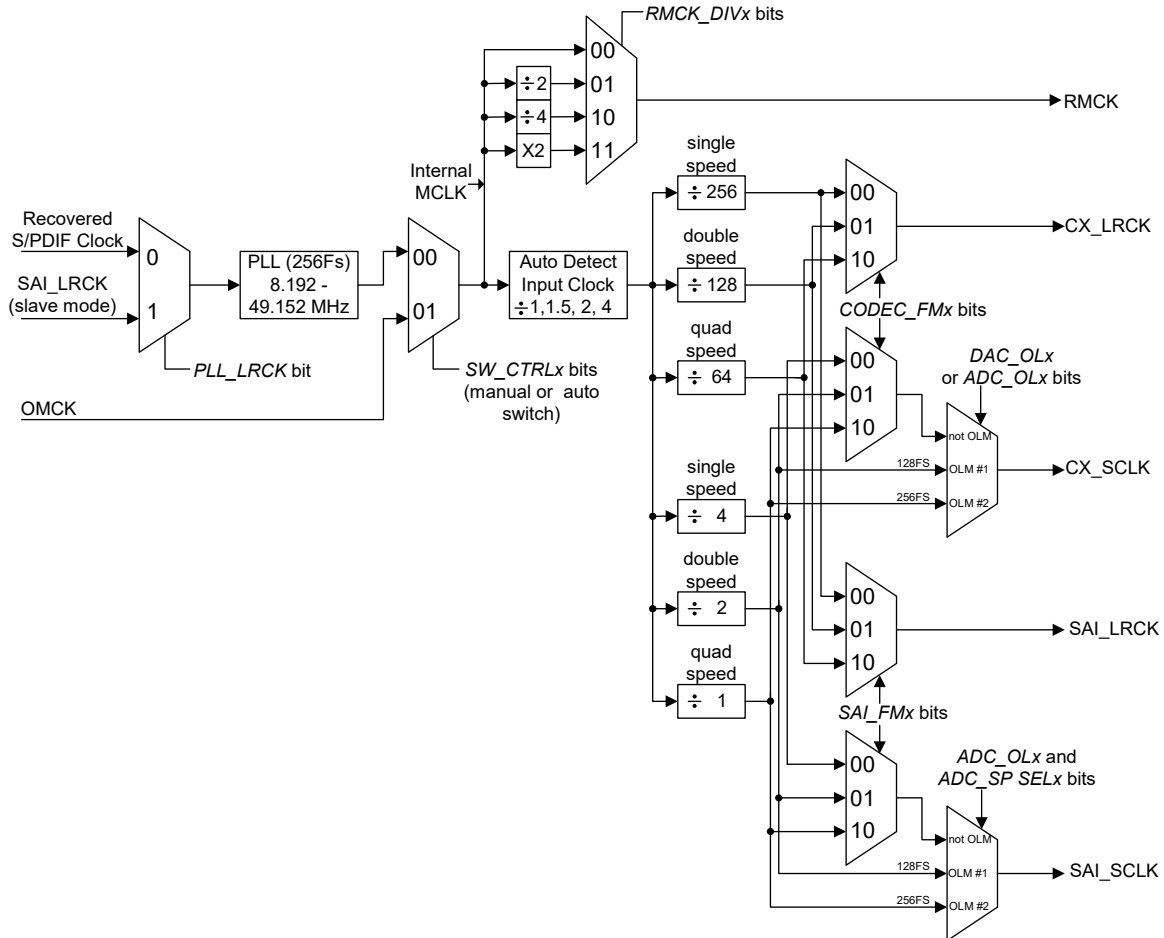 RMCK_DIVx bits
00
÷2
01
÷4
10
X2
11
RMCK
Internal
MCLK
Recovered
S/PDIF Clock
SAI_LRCK
(slave mode)
0
1
PLL_LRCK bit
PLL (256Fs)
8.192 -
49.152 MHz
00
01
SW_CTRLx bits
(manual or auto
switch)
OMCK
Auto Detect
Input Clock
÷1,1.5, 2, 4
single
speed
÷ 256
double
speed
÷ 128
quad
speed
÷ 64
single
speed
÷ 4
double
speed
÷ 2
quad
speed
÷ 1
00
01
10
CX_LRCK
CODEC_FMx bits
00
01
10
DAC_OLx
or ADC_OLx bits
not OLM
128FS
OLM #1
256FS
OLM #2
CX_SCLK
00
01
10
SAI_LRCK
SAI_FMx bits
00
01
10
ADC_OLx and
ADC_SP SELx bits
not OLM
128FS
OLM #1
256FS
OLM #2
SAI_SCLK